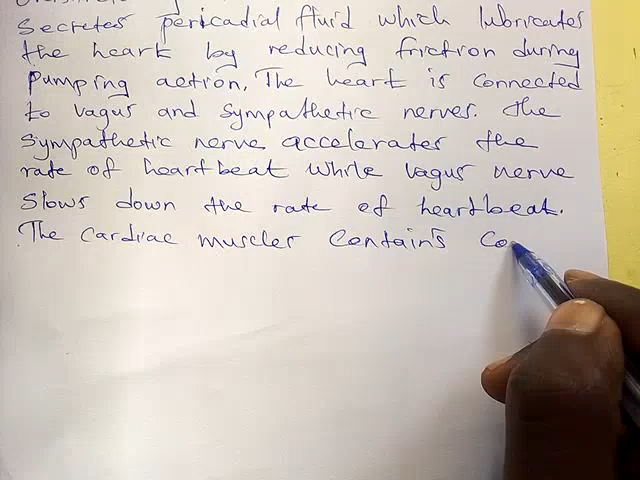 Secretes pericadial fluid which lubricates
the heart by reducing friction during
pumping action. The heart is connected
to vagus and sympathetic nerves. The
sympathetic nerve accelerates the
rate of heartbeat while vagus nerve
slows down the rate of heartbeat.
The cardiac muscles contains co